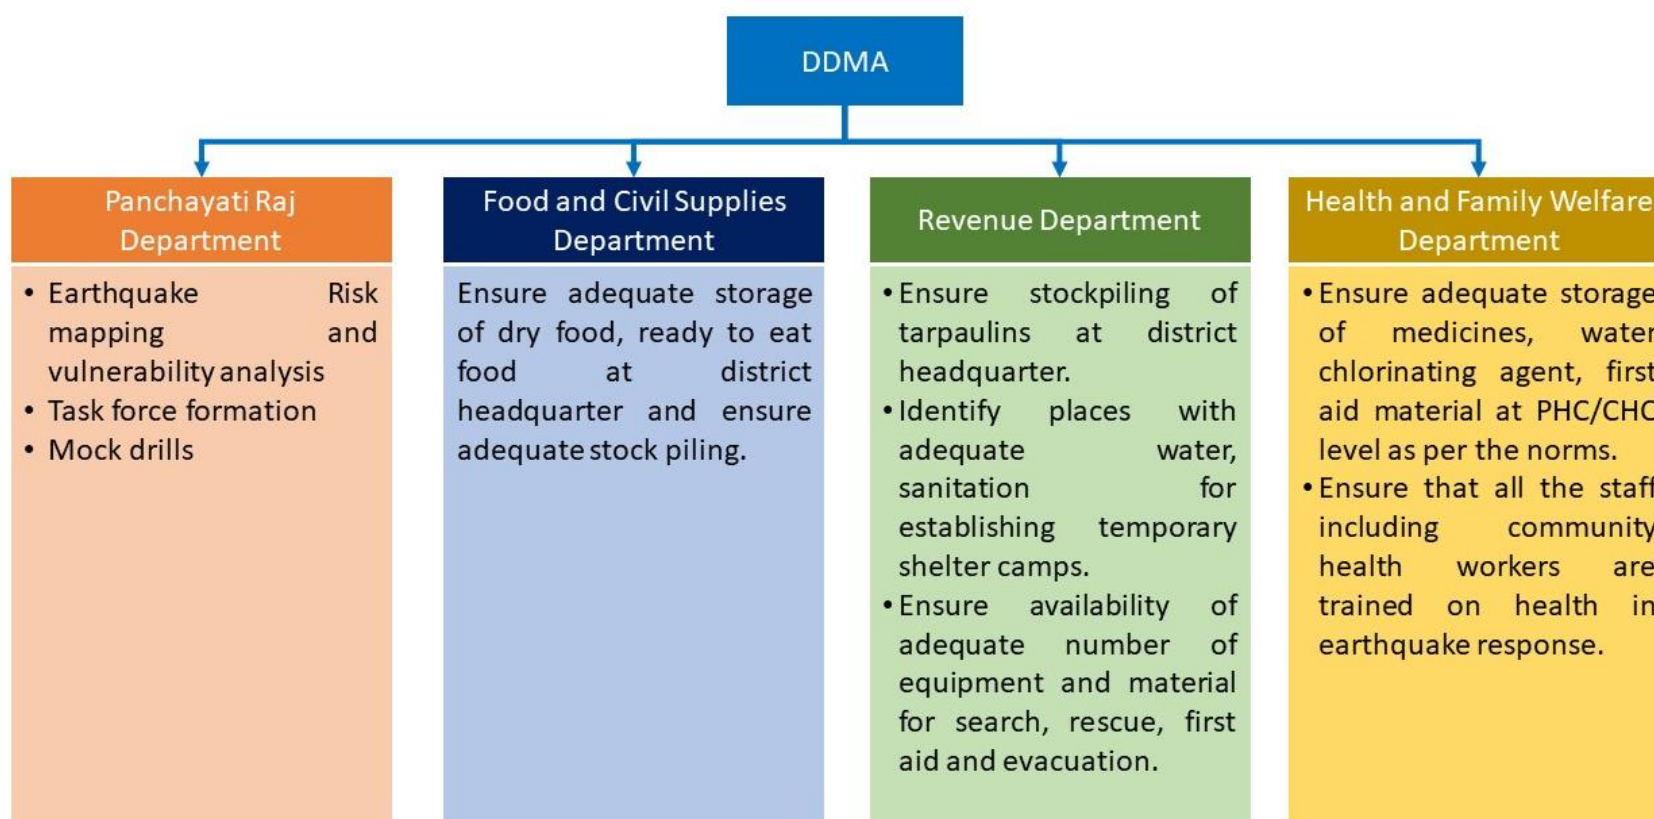 DDMA
Panchayati Raj
Department
• Earthquake Risk
mapping and
vulnerability analysis
• Task force formation
• Mock drills
Food and Civil Supplies
Department
Ensure adequate storage
of dry food, ready to eat
food at district
headquarter and ensure
adequate stock piling.
Revenue Department
• Ensure stockpiling of
tarpaulins at district
headquarter.
• Identify places with
adequate water,
sanitation for
establishing temporary
shelter camps.
• Ensure availability of
adequate number of
equipment and material
for search, rescue, first
aid and evacuation.
Health and Family Welfare
Department
• Ensure adequate storage
of medicines, water
chlorinating agent, first
aid material at PHC/CHC
level as per the norms.
• Ensure that all the staff
including community
health workers are
trained on health in
earthquake response.